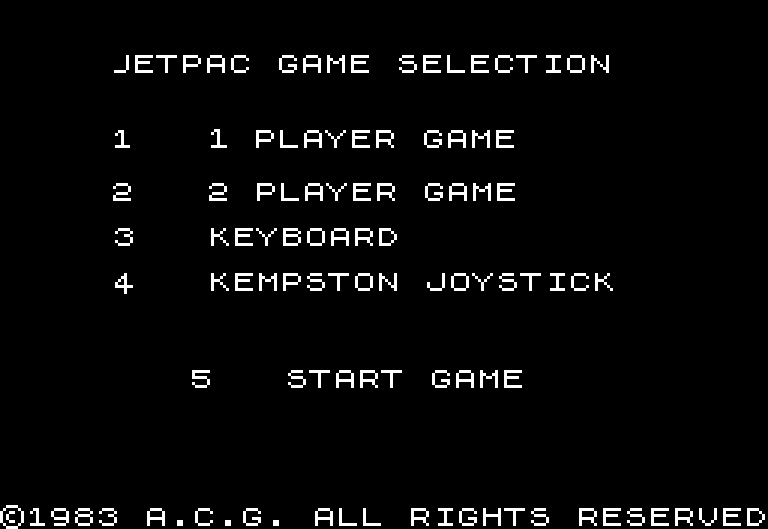 JETPAC GAME SELECTION
1 1 PLAYER GAME
2 2 PLAYER GAME
3 KEYBOARD
4 KEMPSTON JOYSTICK
5 START GAME
©1983 A.C.G. ALL RIGHTS RESERVED